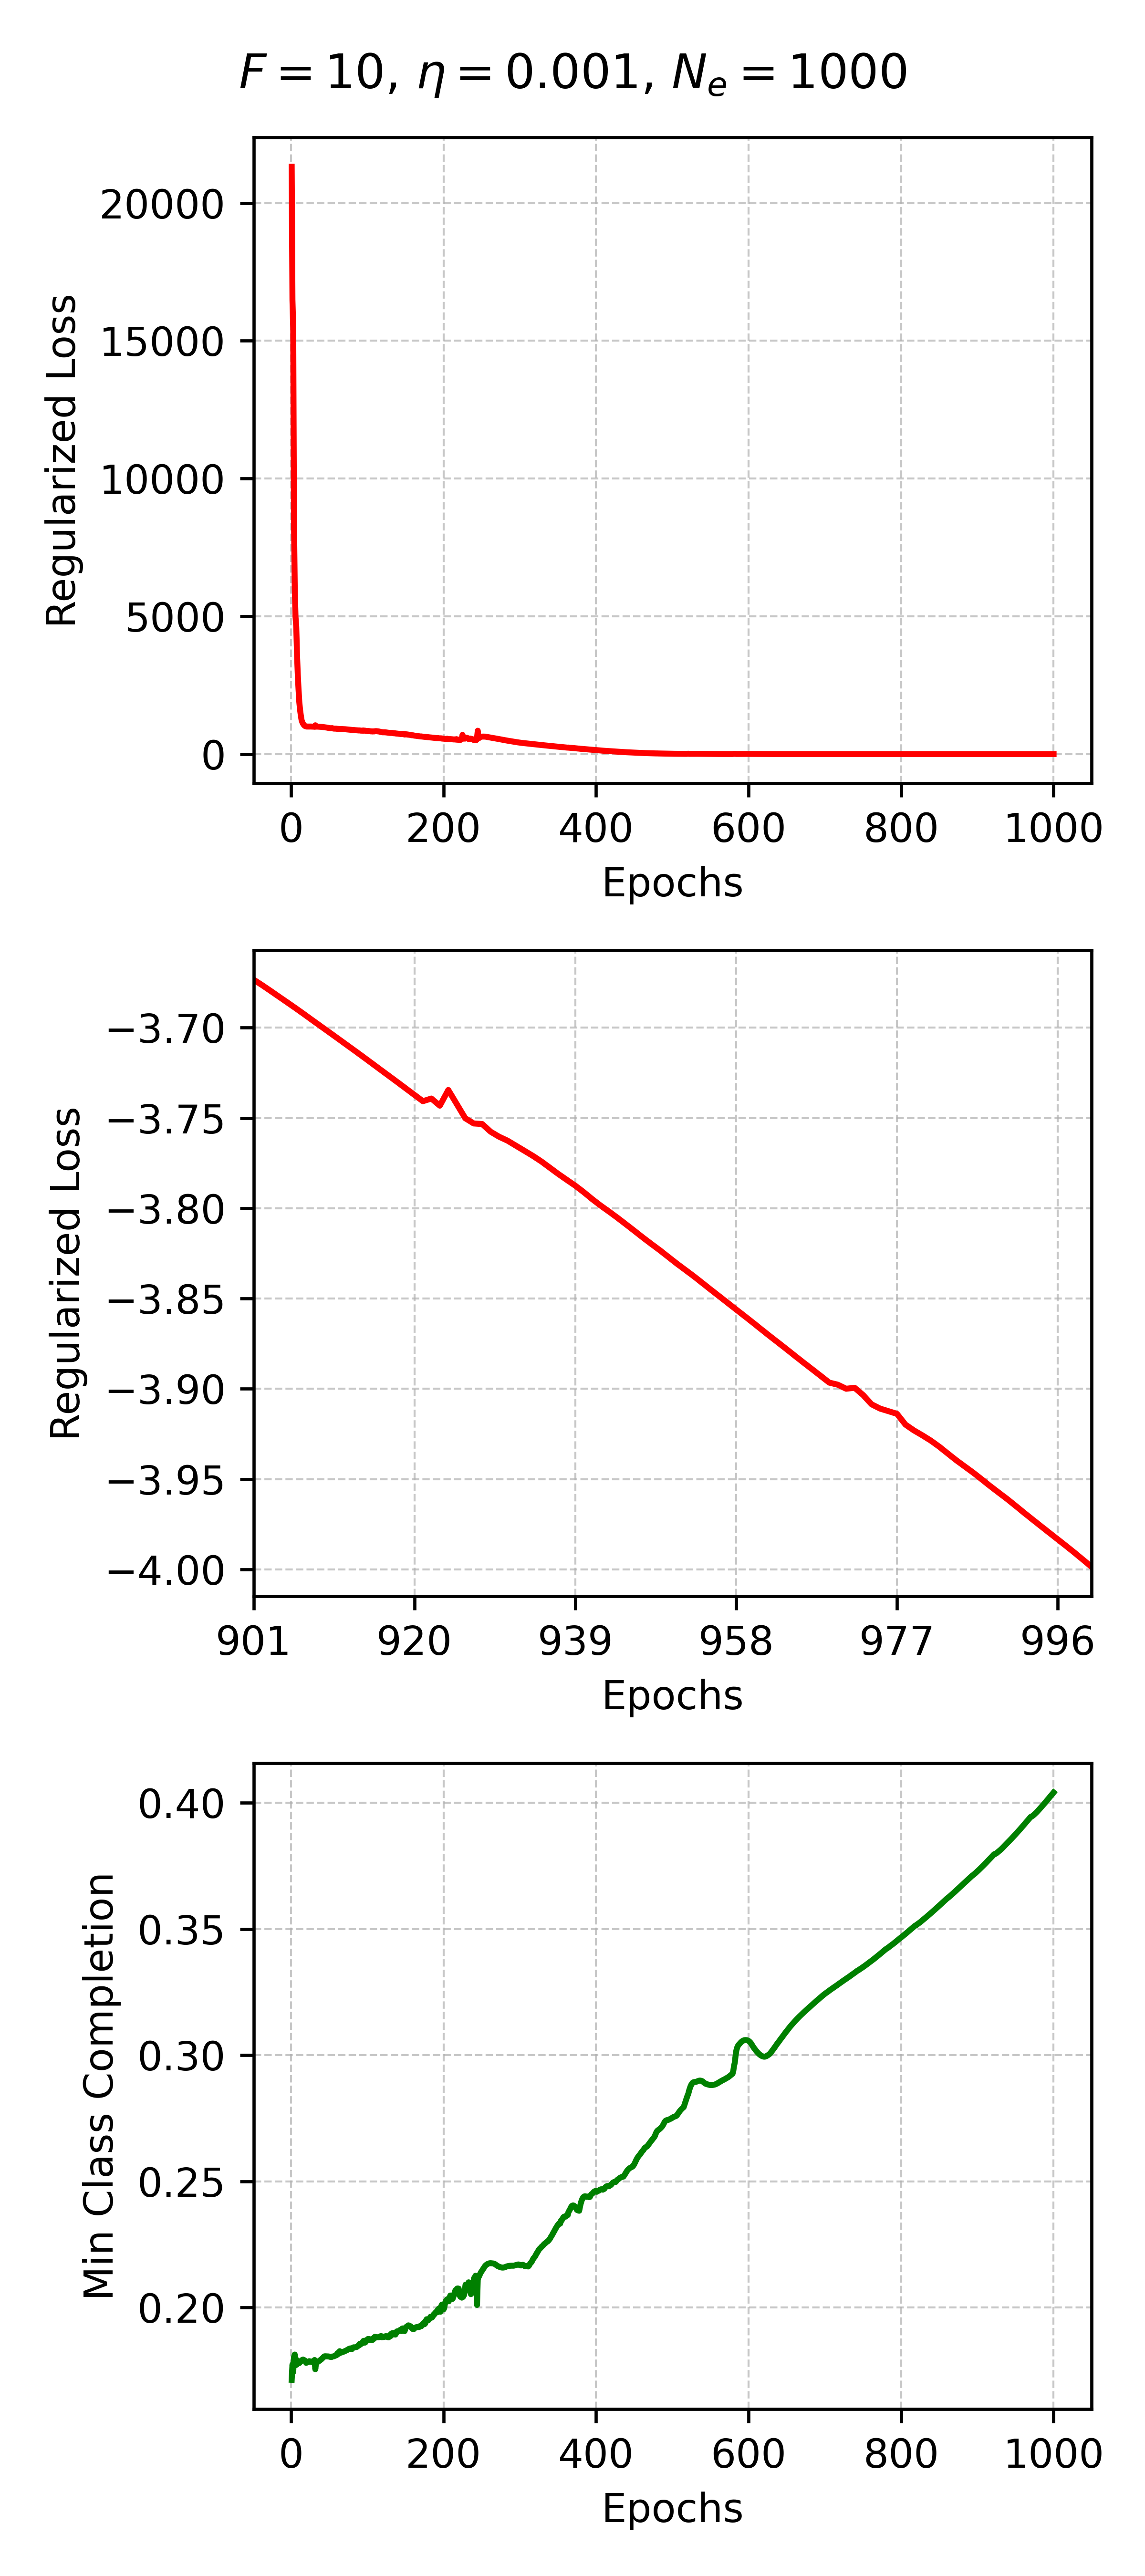 F = 10, η = 0.001, Nₑ = 1000
20000
15000
10000
5000
0
Regularized Loss
0 200 400 600 800 1000
Epochs
−3.70
−3.75
−3.80
−3.85
−3.90
−3.95
−4.00
Regularized Loss
901 920 939 958 977 996
Epochs
0.40
0.35
0.30
0.25
0.20
Min Class Completion
0 200 400 600 800 1000
Epochs